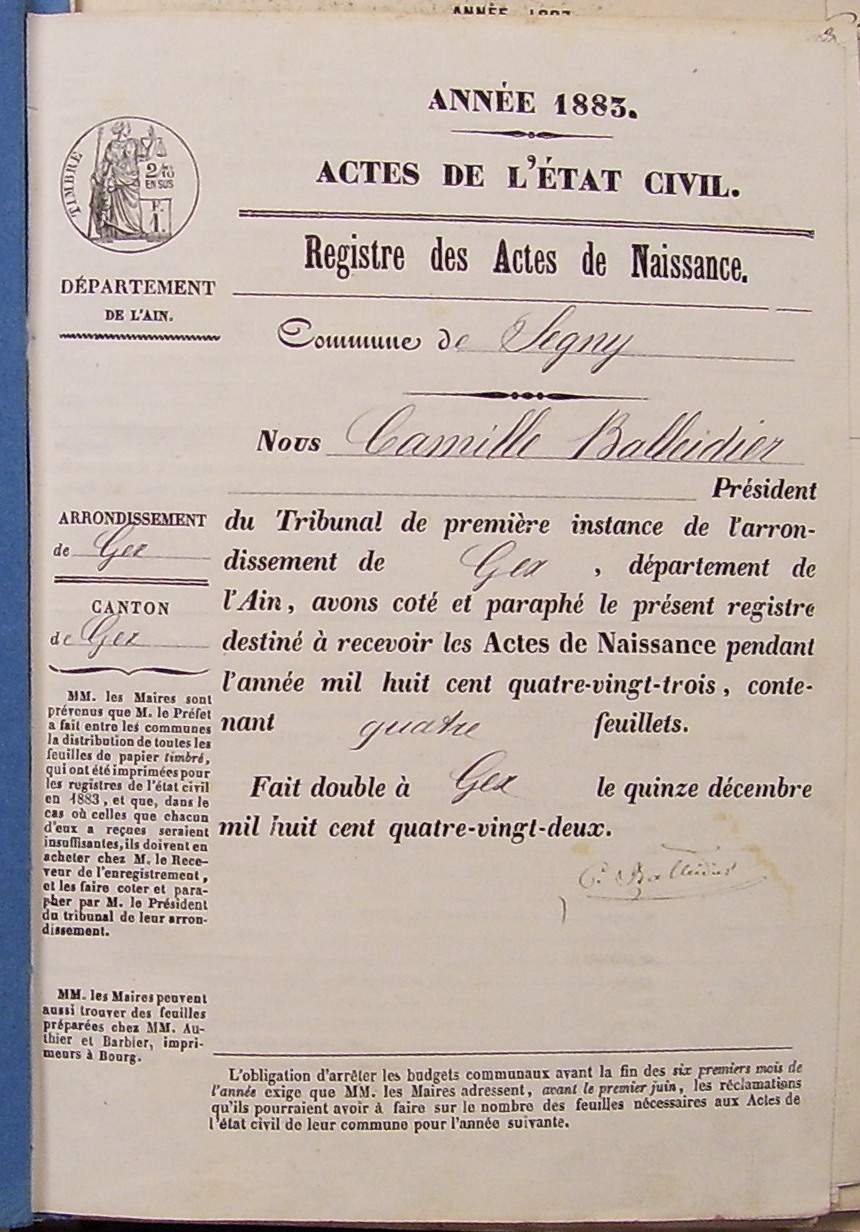 ANNÉE 1883.
ACTES DE L'ÉTAT CIVIL.
Registre des Actes de Naissance.
TIMBRE
2/10
EN SUS
F.
1.
DÉPARTEMENT
DE L'AIN.
Commune de Segny
Nous Camille Balleidier
Président
du Tribunal de première instance de l'arron-
dissement de Gex, département de
l'Ain, avons coté et paraphé le présent registre
destiné à recevoir les Actes de Naissance pendant
l'année mil huit cent quatre-vingt-trois, conte-
nant quatre feuillets.
Fait double à Gex le quinze décembre
mil huit cent quatre-vingt-deux.
C. Balleidier
ARRONDISSEMENT
de Gex
CANTON
de Gex
MM. les Maires sont
prévenus que M. le Préfet
a fait entre les communes
la distribution de toutes les
feuilles de papier timbré,
qui ont été imprimées pour
les registres de l'état civil
en 1883, et que, dans le
cas où celles que chacun
d'eux a reçues seraient
insuffisantes, ils doivent en
acheter chez M. le Rece-
veur de l'enregistrement,
et les faire coter et para-
pher par M. le Président
du tribunal de leur arron-
dissement.
MM. les Maires peuvent
aussi trouver des feuilles
préparées chez MM. Au-
thier et Barbier, impri-
meurs à Bourg.
L'obligation d'arrêter les budgets communaux avant la fin des six premiers mois de
l'année exige que MM. les Maires adressent, avant le premier juin, les réclamations
qu'ils pourraient avoir à faire sur le nombre des feuilles nécessaires aux Actes de
l'état civil de leur commune pour l'année suivante.